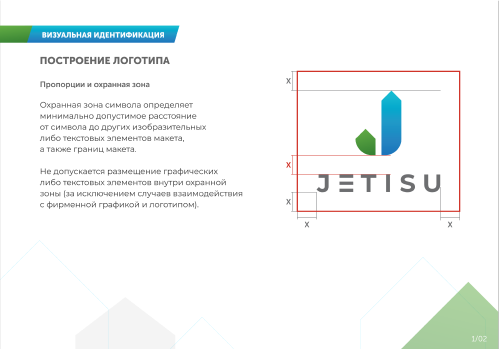 ВИЗУАЛЬНАЯ ИДЕНТИФИКАЦИЯ
ПОСТРОЕНИЕ ЛОГОТИПА
Пропорции и охранная зона
Охранная зона символа определяет
минимально допустимое расстояние
от символа до других изобразительных
либо текстовых элементов макета,
а также границ макета.
Не допускается размещение графических
либо текстовых элементов внутри охранной
зоны (за исключением случаев взаимодействия
с фирменной графикой и логотипом).
X
X
JETISU
X
X
X
1/02